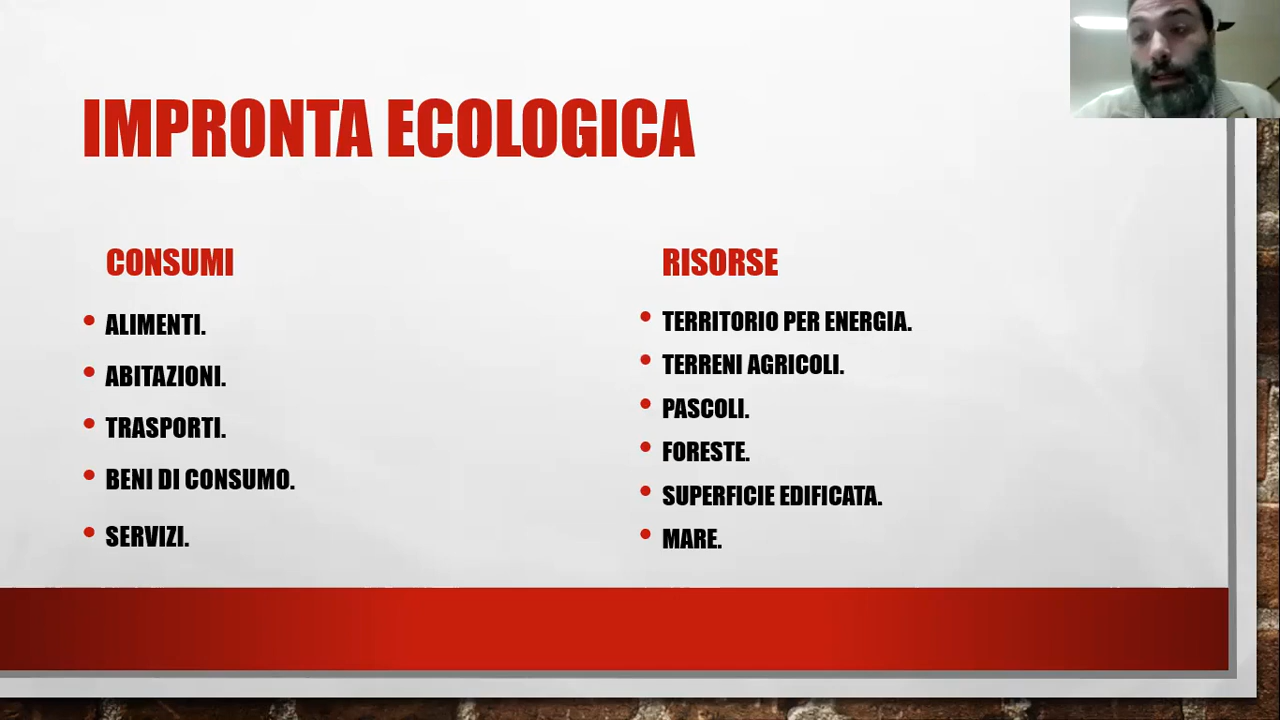 IMPRONTA ECOLOGICA
CONSUMI
• ALIMENTI.
• ABITAZIONI.
• TRASPORTI.
• BENI DI CONSUMO.
• SERVIZI.
RISORSE
• TERRITORIO PER ENERGIA.
• TERRENI AGRICOLI.
• PASCOLI.
• FORESTE.
• SUPERFICIE EDIFICATA.
• MARE.